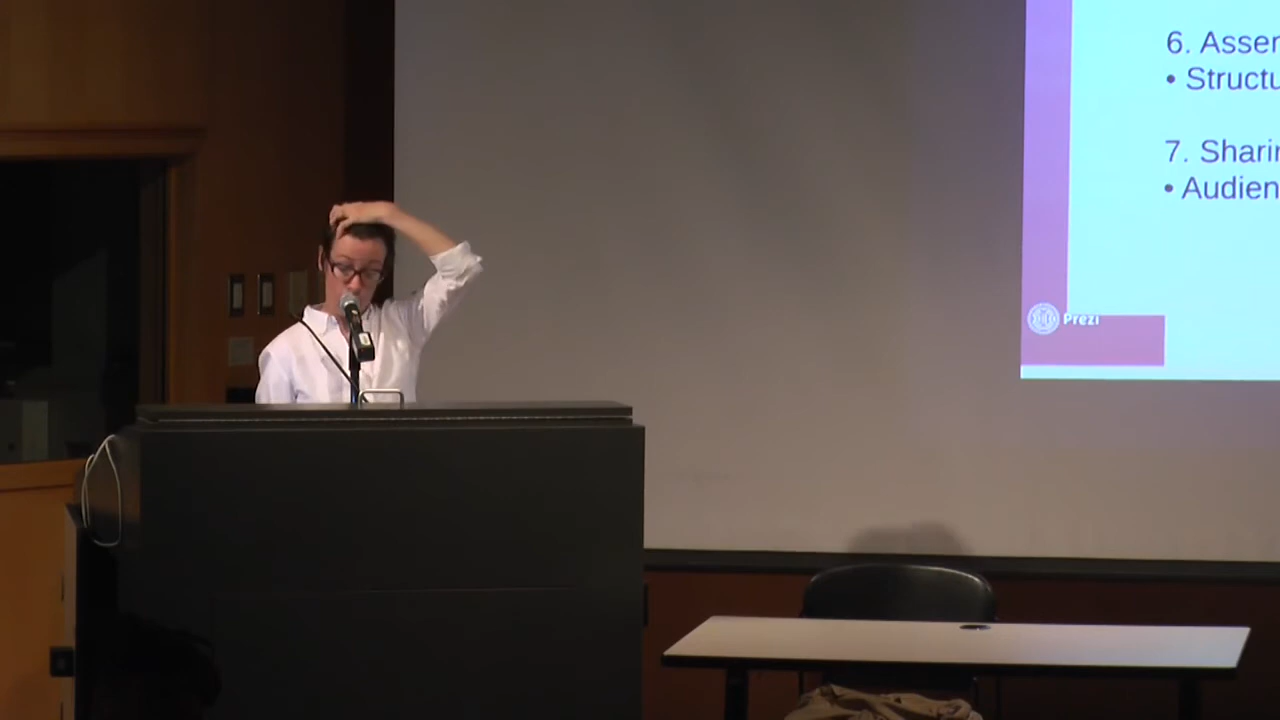 6. Asser
• Structu
7. Sharin
• Audien
Prezi